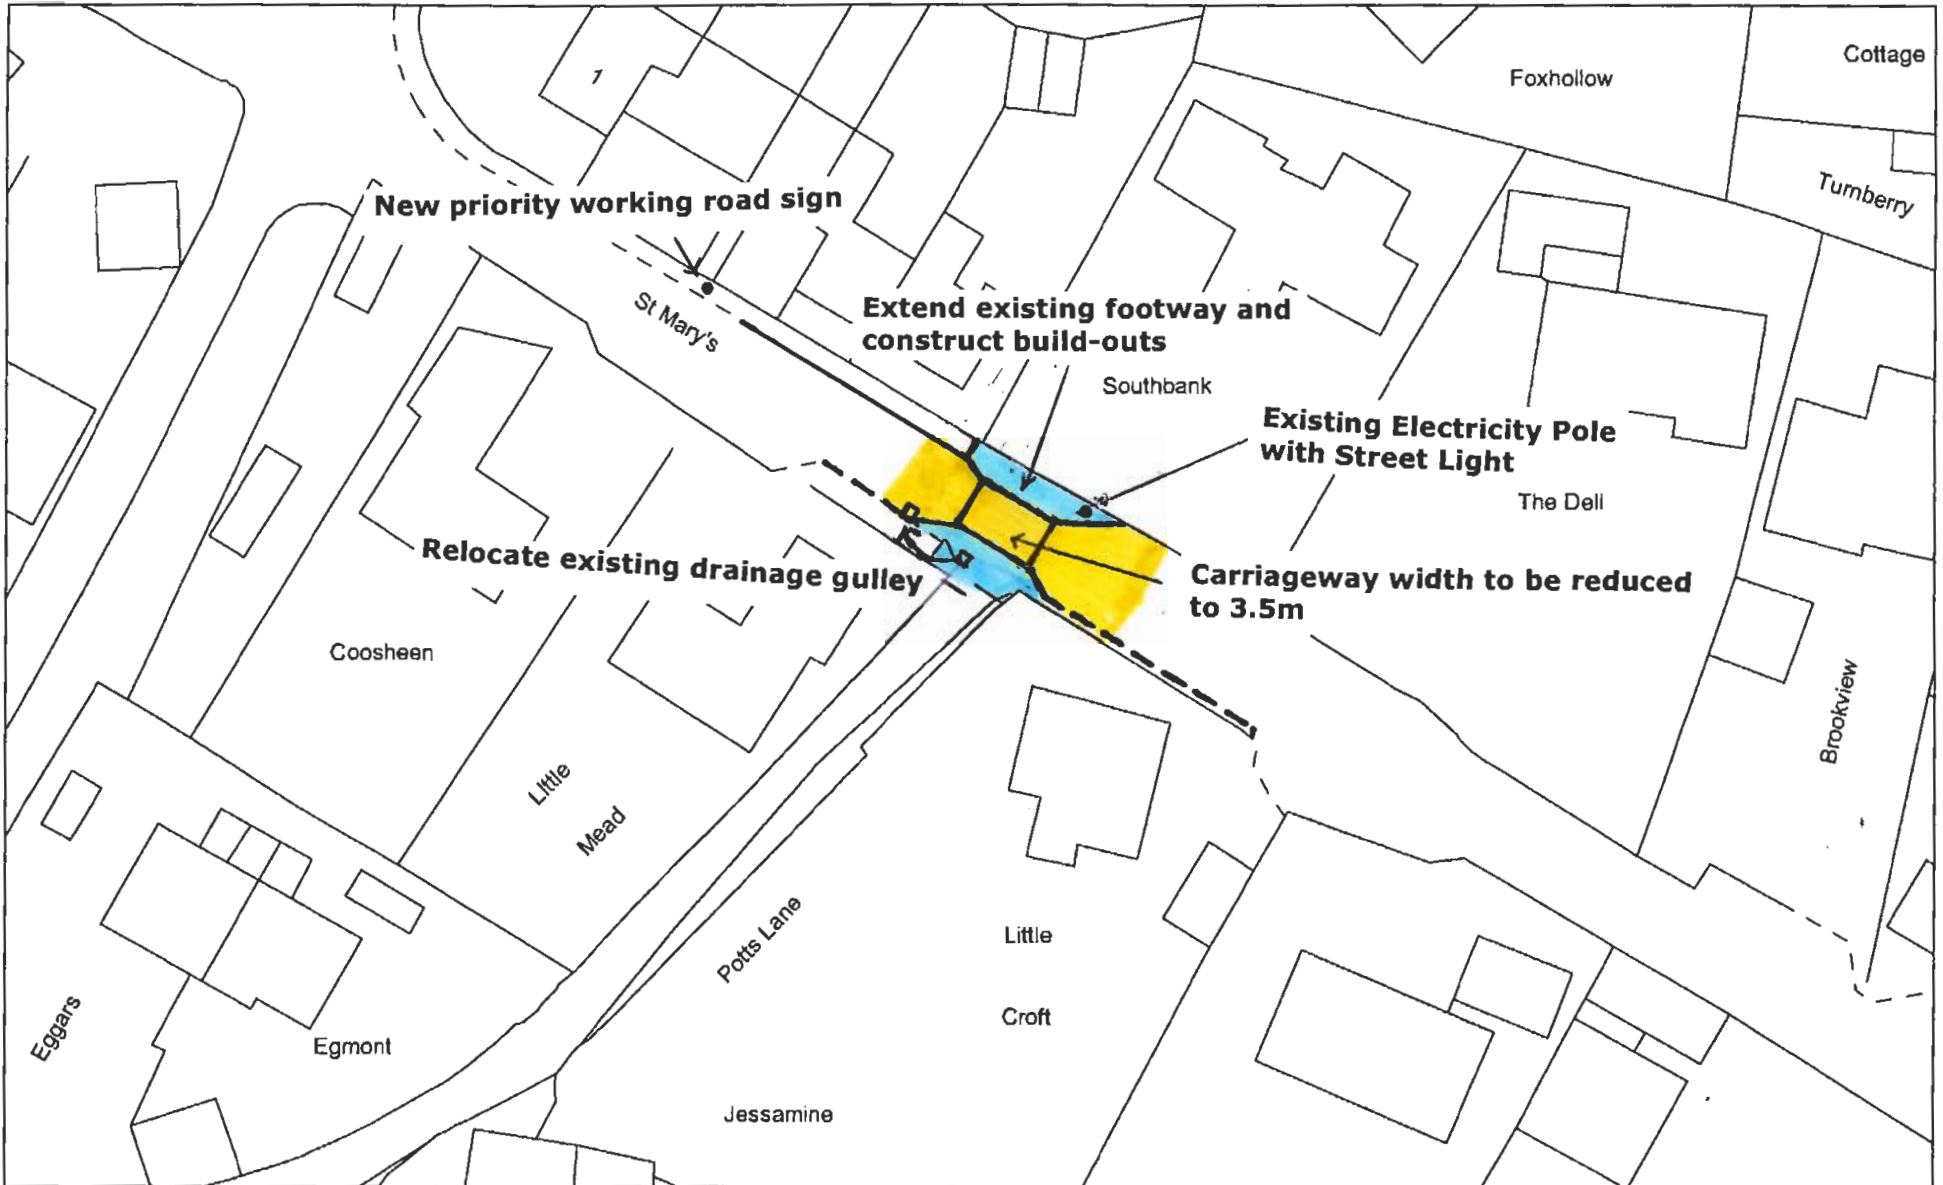 Cottage
Foxhollow
1
Turnberry
New priority working road sign
St Mary's
Extend existing footway and
construct build-outs
Southbank
Existing Electricity Pole
with Street Light
The Dell
Relocate existing drainage gulley
Carriageway width to be reduced
to 3.5m
Coosheen
Brookview
Little
Mead
Potts Lane
Little
Croft
Eggars
Egmont
Jessamine